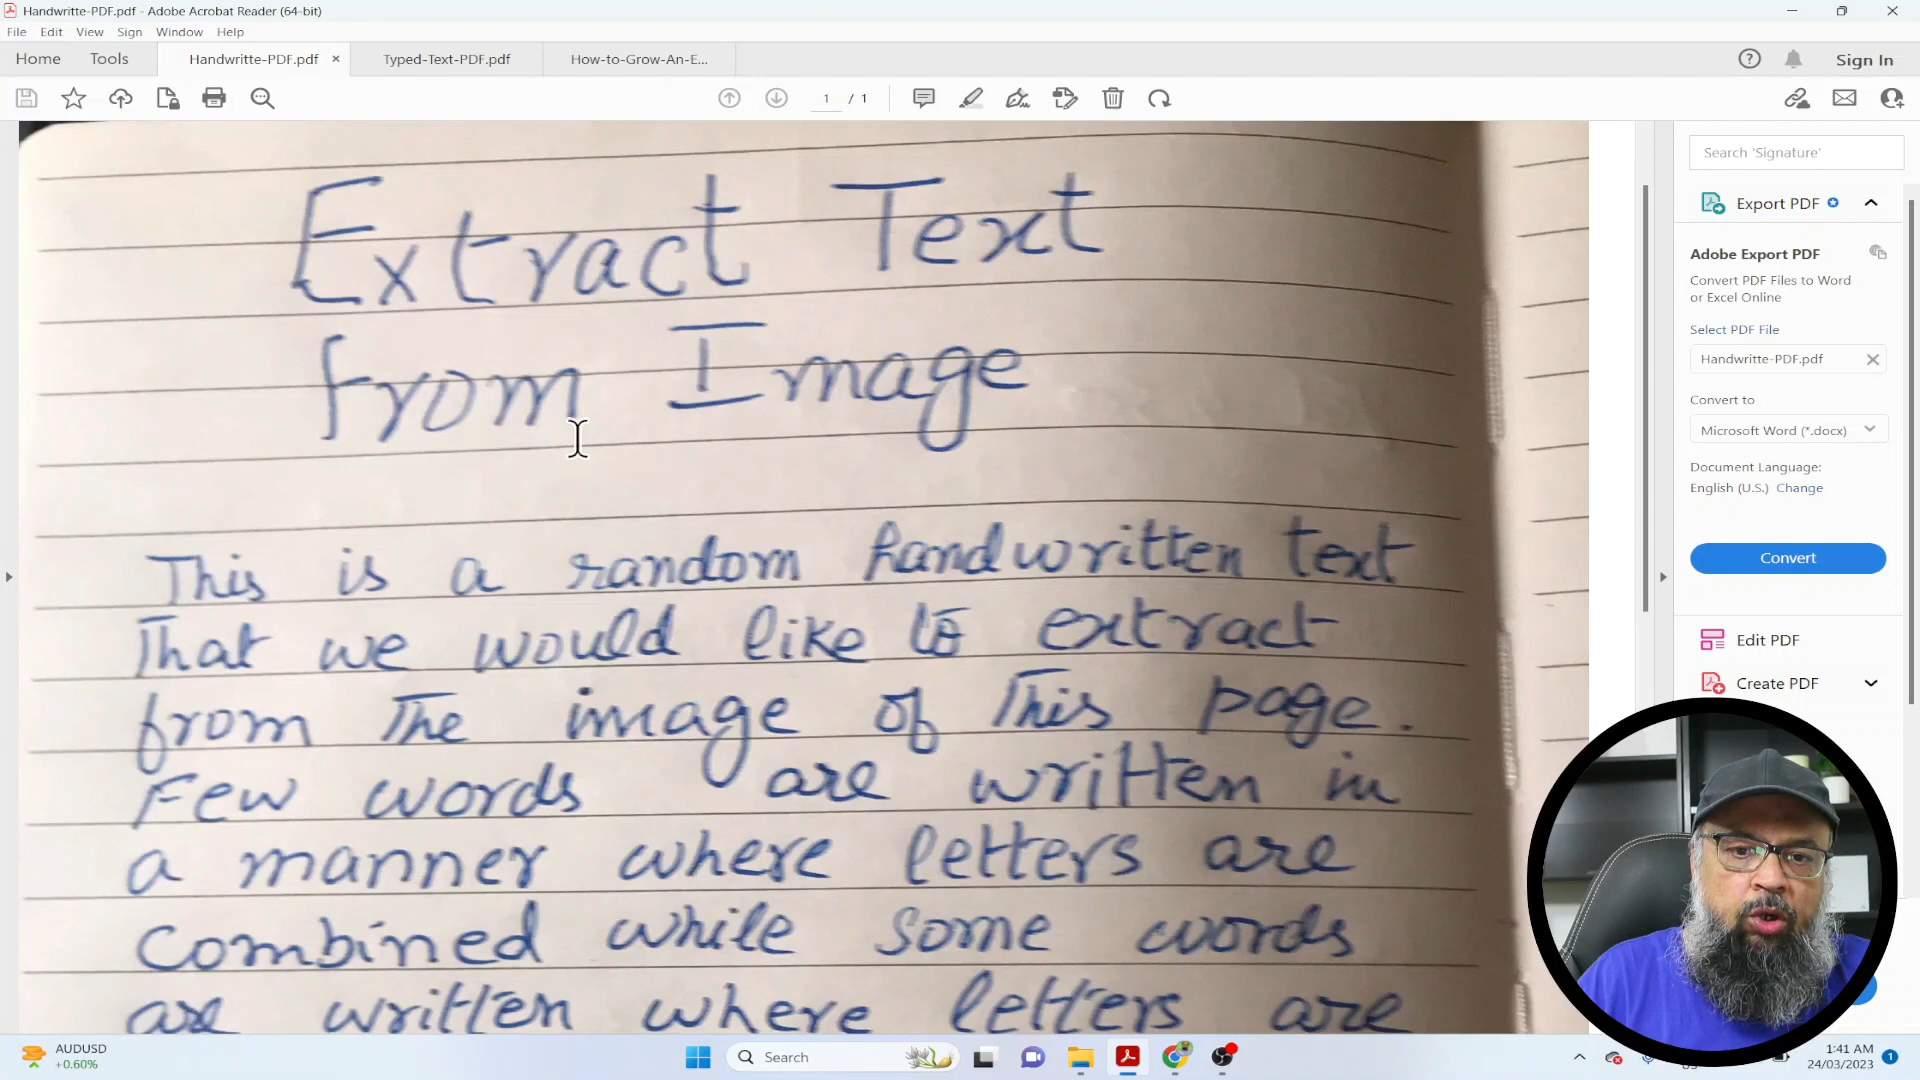 Handwritte-PDF.pdf - Adobe Acrobat Reader (64-bit)
File Edit View Sign Window Help
Home Tools Handwritte-PDF.pdf × Typed-Text-PDF.pdf How-to-Grow-An-E... ? Sign In
1 / 1
Extract Text
From Image
This is a random handwritten text
That we would like to extract
from The image of This page.
Few words are written in
a manner where letters are
combined while some words
are written where letters are
Search 'Signature'
Export PDF
Adobe Export PDF
Convert PDF Files to Word
or Excel Online
Select PDF File
Handwritte-PDF.pdf
Convert to
Microsoft Word (*.docx)
Document Language:
English (U.S.) Change
Convert
Edit PDF
Create PDF
AUDUSD
+0.60%
Search
1:41 AM
24/03/2023
1